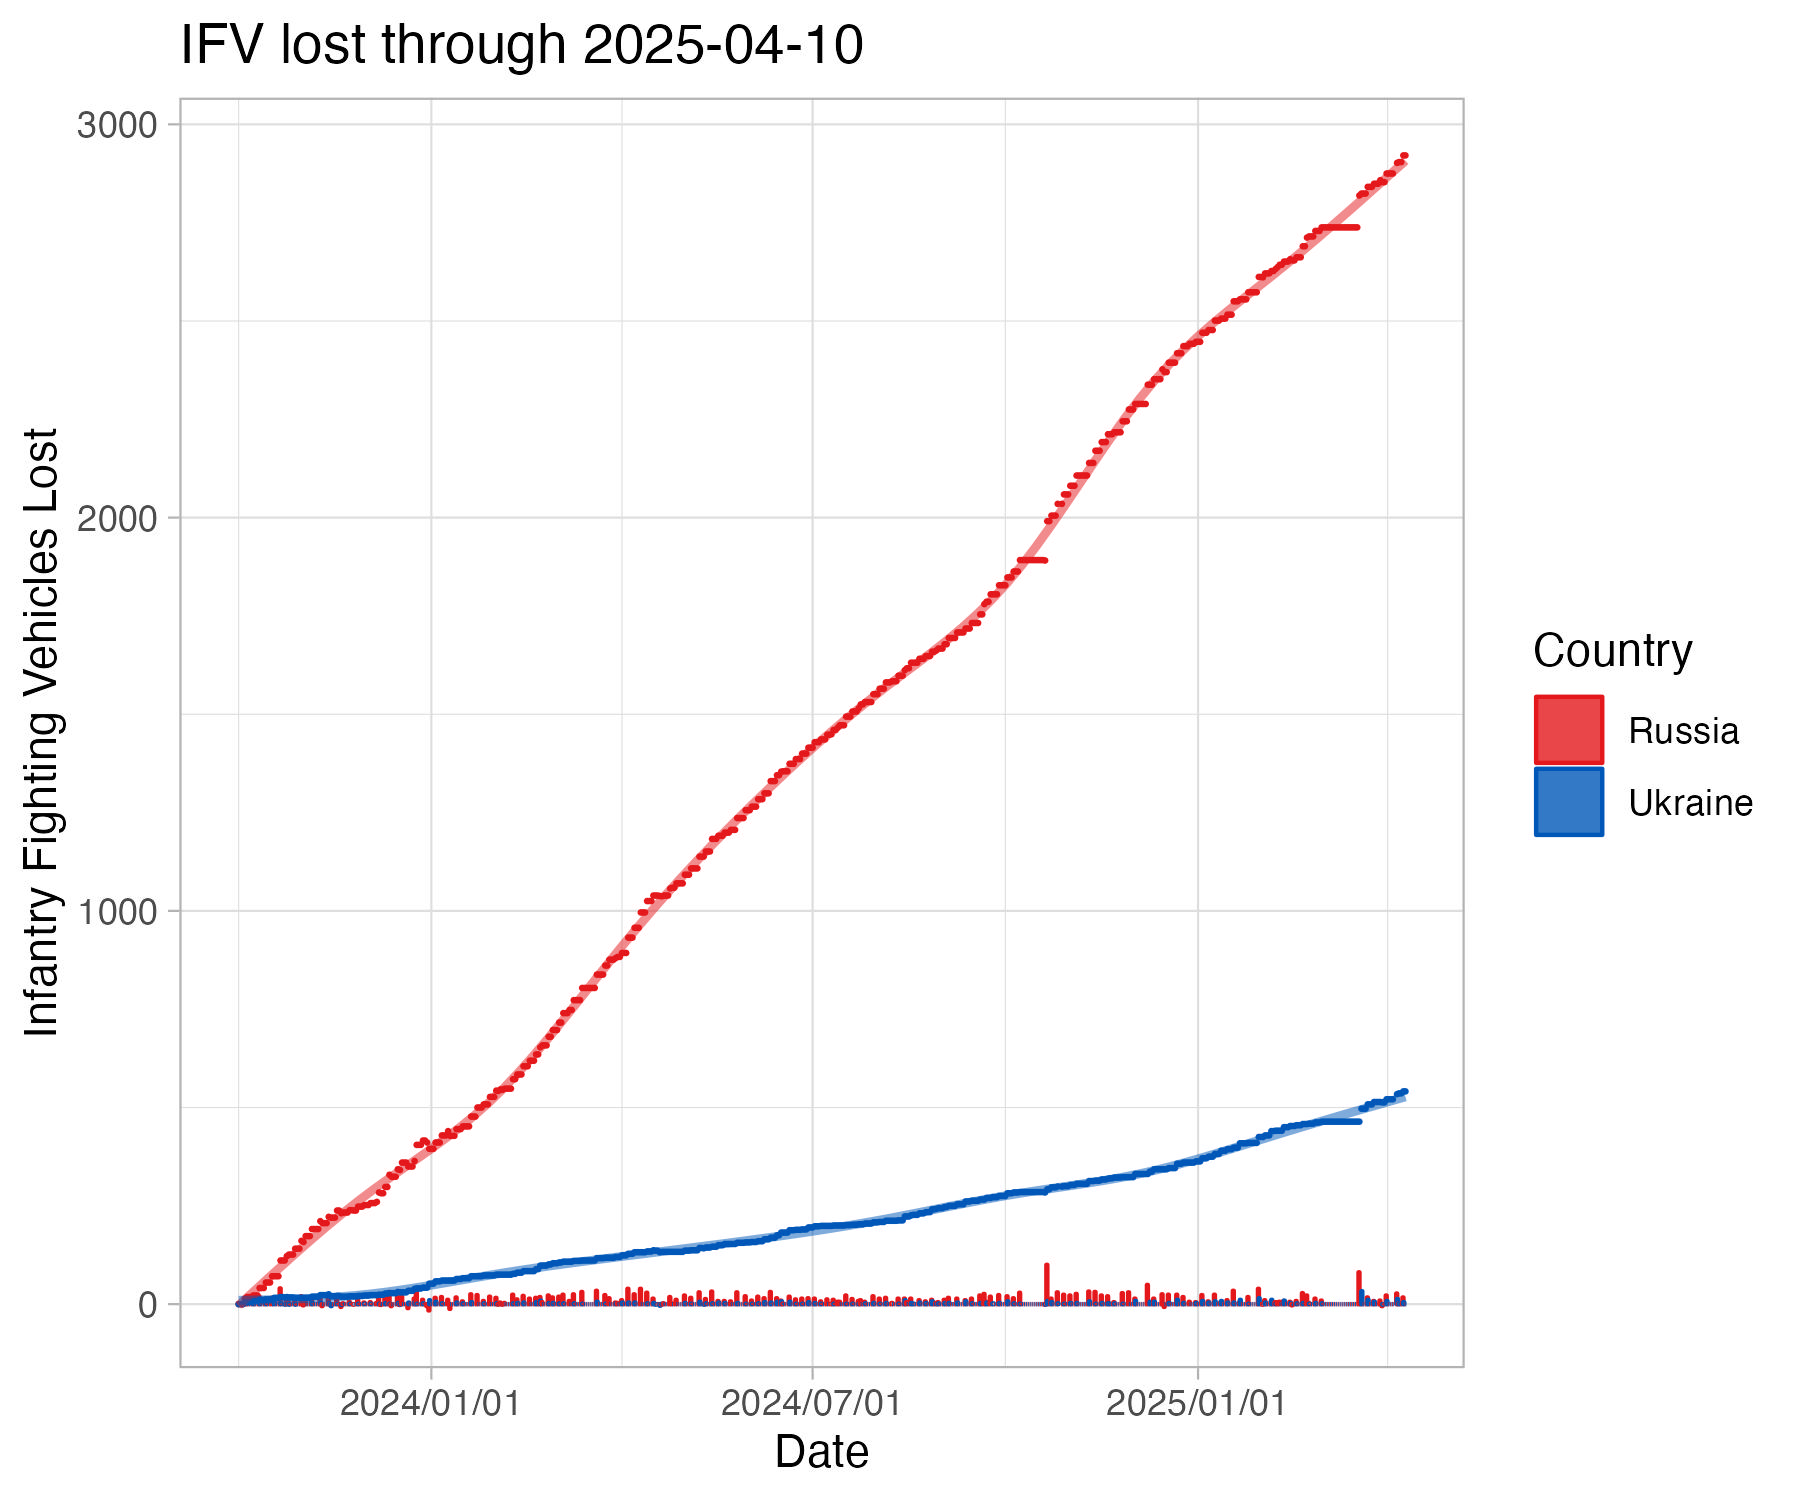 IFV lost through 2025-04-10
Infantry Fighting Vehicles Lost
3000
2000
1000
0
2024/01/01
2024/07/01
2025/01/01
Date
Country
Russia
Ukraine